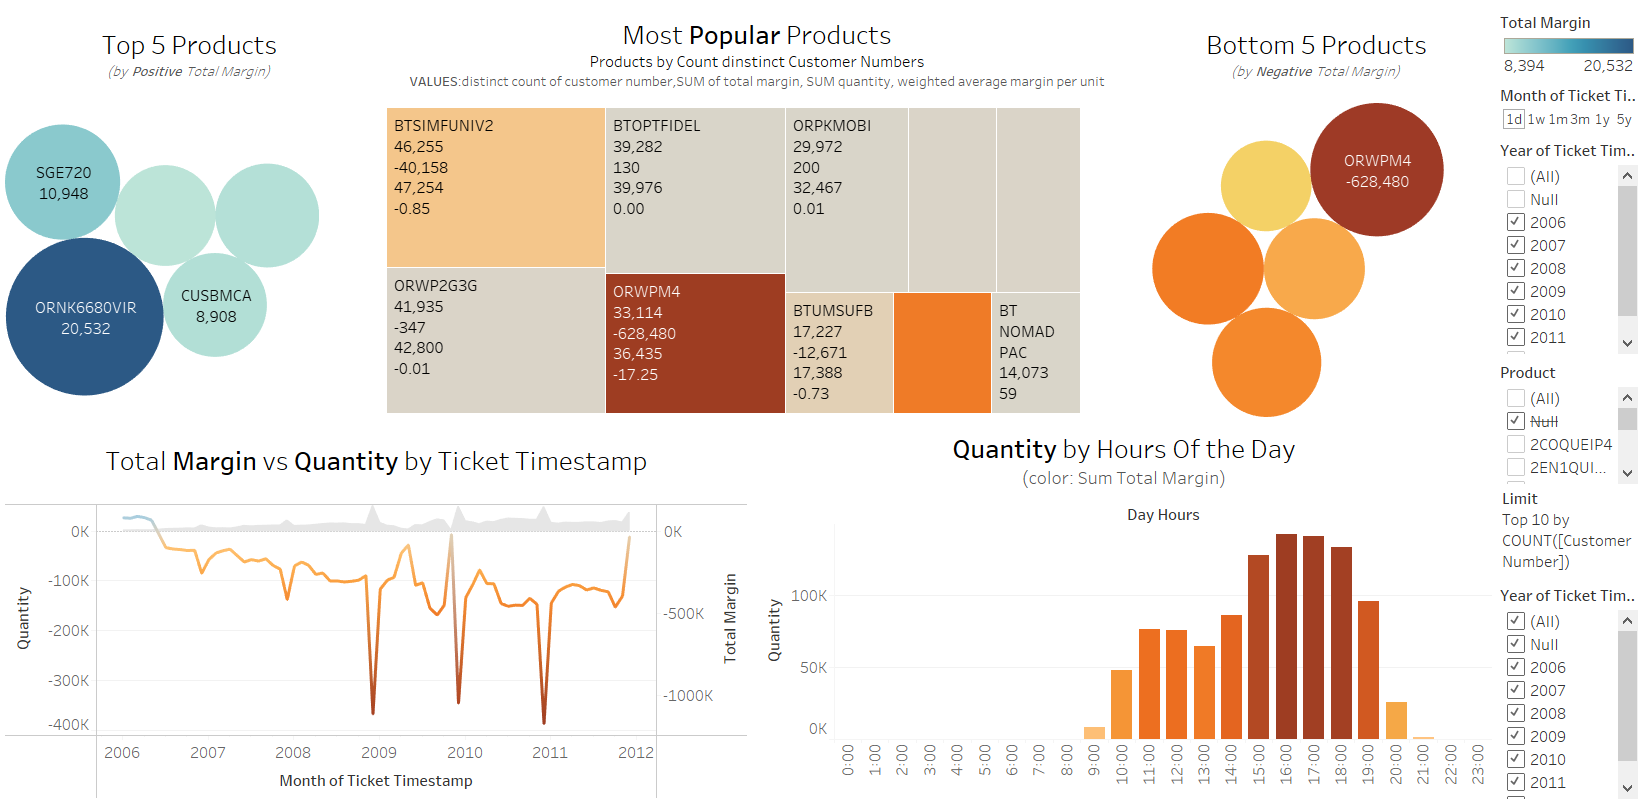 Top 5 Products
(by Positive Total Margin)
SGE720
10,948
ORNK6680VIR
20,532
CUSBMCA
8,908
Most Popular Products
Products by Count dinstinct Customer Numbers
VALUES:distinct count of customer number,SUM of total margin, SUM quantity, weighted average margin per unit
BTSIMFUNIV2
46,255
-40,158
47,254
-0.85
BTOPTFIDEL
39,282
130
39,976
0.00
ORPKMOBI
29,972
200
32,467
0.01
ORWP2G3G
41,935
-347
42,800
-0.01
ORWPM4
33,114
-628,480
36,435
-17.25
BTUMSUFB
17,227
-12,671
17,388
-0.73
BT
NOMAD
PAC
14,073
59
Bottom 5 Products
(by Negative Total Margin)
ORWPM4
-628,480
Total Margin vs Quantity by Ticket Timestamp
0K
-100K
-200K
-300K
-400K
Quantity
0K
-500K
-1000K
Total Margin
2006 2007 2008 2009 2010 2011 2012
Month of Ticket Timestamp
Quantity by Hours Of the Day
(color: Sum Total Margin)
Day Hours
100K
50K
0K
Quantity
0:00 1:00 2:00 3:00 4:00 5:00 6:00 7:00 8:00 9:00 10:00 11:00 12:00 13:00 14:00 15:00 16:00 17:00 18:00 19:00 20:00 21:00 22:00 23:00
Total Margin
8,394 20,532
Month of Ticket Ti..
1d 1w 1m 3m 1y 5y
Year of Ticket Tim..
(All)
Null
2006
2007
2008
2009
2010
2011
Product
(All)
Null
2COQUEIP4
2EN1QUI...
Limit
Top 10 by
COUNT([Customer
Number])
Year of Ticket Tim..
(All)
Null
2006
2007
2008
2009
2010
2011